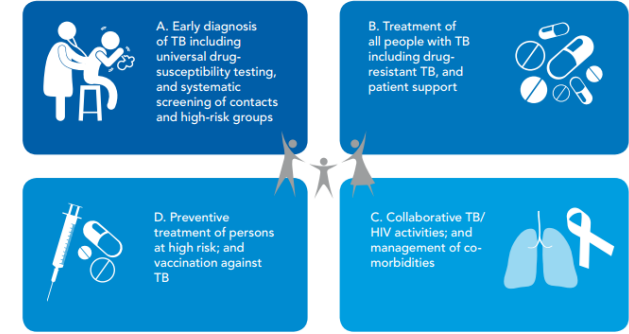 A. Early diagnosis
of TB including
universal drug-
susceptibility testing,
and systematic
screening of contacts
and high-risk groups
B. Treatment of
all people with TB
including drug-
resistant TB, and
patient support
D. Preventive
treatment of persons
at high risk; and
vaccination against
TB
C. Collaborative TB/
HIV activities; and
management of co-
morbidities